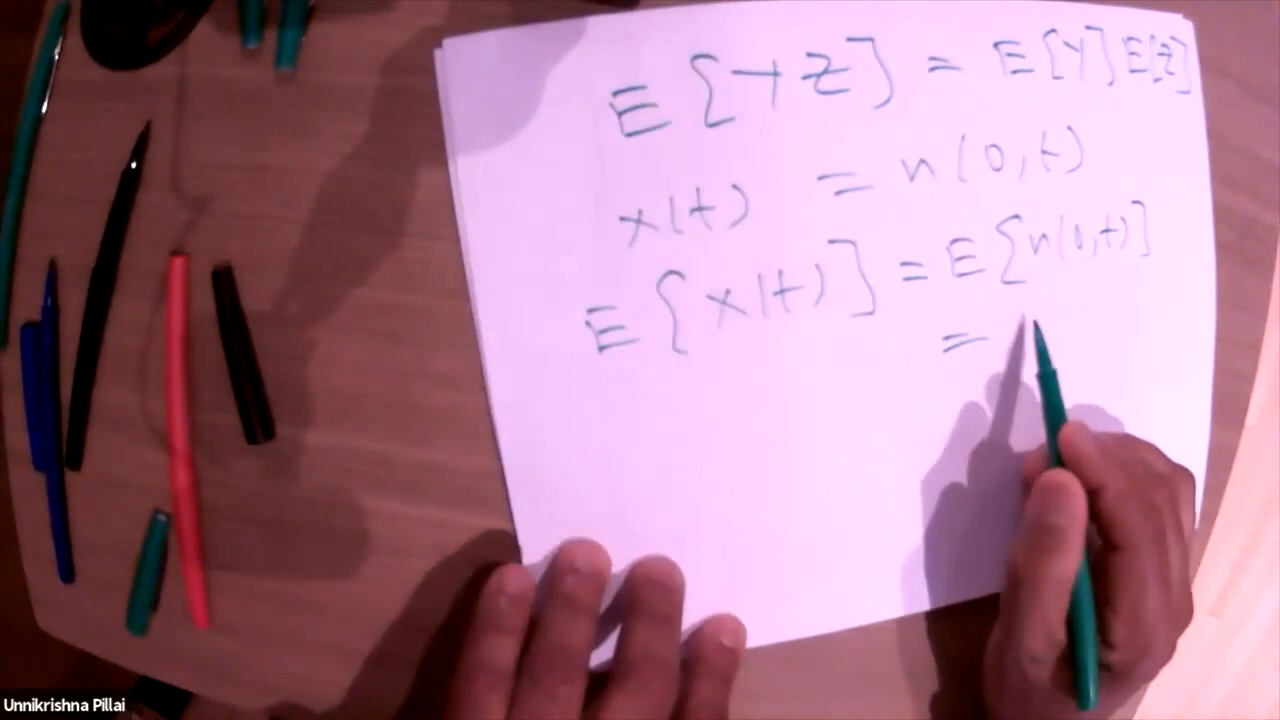 E[YZ] = E[Y]E[Z]
x(t) = n(0,t)
E[x(t)] = E[n(0,t)]
=
Unnikrishna Pillai